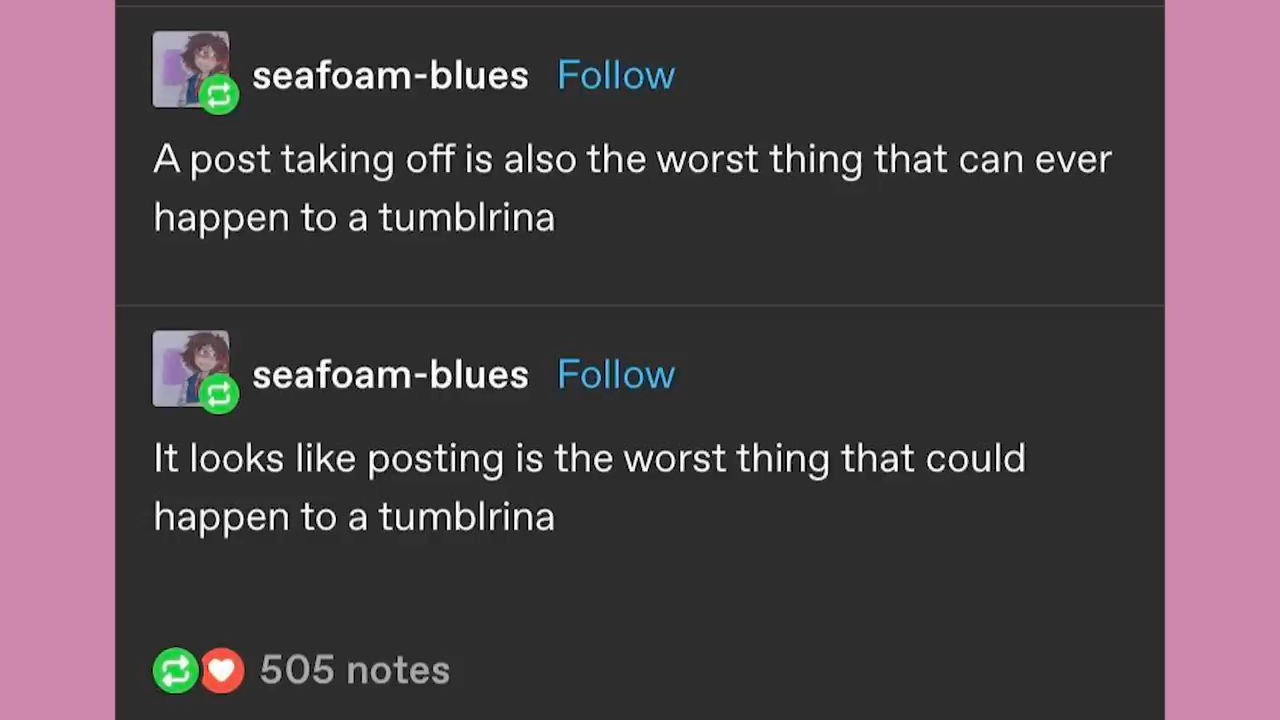 seafoam-blues Follow
A post taking off is also the worst thing that can ever
happen to a tumblrina
seafoam-blues Follow
It looks like posting is the worst thing that could
happen to a tumblrina
505 notes